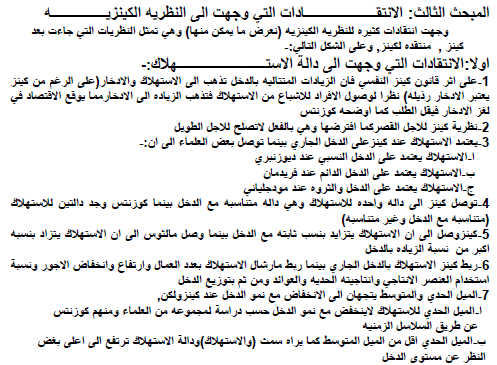 المبحث الثالث: الانتقـــــــــــادات التي وجهت الى النظريه الكينزيـــــــــــه
وجهت انتقادات كثيره للنظريه الكينزيه (نعرض ما يمكن منها) وهي تمثل النظريات التي جاءت بعد
كينز , منتقده لكينز, وعلى الشكل التالي:-
اولا:الانتقادات التي وجهت الى دالة الاستـــــــــــــــــــهلاك:-
1-على اثر قانون كينز النفسي فان الزيادات المتتاليه بالدخل تذهب الى الاستهلاك والادخار(على الرغم من كينز
يعتبر الادخار رذيله) نظرا لوصول الافراد للاشباع من الاستهلاك فتذهب الزياده الى الادخارمما يوقع الاقتصاد في
لغز الادخار فيقل الطلب كما اوضحه كوزنتس
2-نظرية كينز للاجل القصركما افترضها وهي بالفعل لاتصلح للاجل الطويل
3-يعتمد الاستهلاك عند كينزعلى الدخل الجاري بينما توصل بعض العلماء الى ان:-
ا-الاستهلاك يعتمد على الدخل النسبي عند ديوزنبري
ب-الاستهلاك يعتمد على الدخل الدائم عند فريدمان
ج-الاستهلاك يعتمد على الدخل والثروه عند مودجلياني
4-توصل كينز الى داله واحده للاستهلاك وهي داله متناسبه مع الدخل بينما كوزنتس وجد دالتين للاستهلاك
(متناسبه مع الدخل وغير متناسبه)
5-كينزوصل الى ان الاستهلاك يتزايد بنسب ثابته مع الدخل بينما وصل مالثوس الى ان الاستهلاك يتزاد بنسبه
اكبر من نسبة الزياده بالدخل
6-ربط كينز الاستهلاك بالدخل الجاري بينما ربط مارشال الاستهلاك بعدد العمال وارتفاع وانخفاض الاجور ونسبة
استخدام العنصر الانتاجي وانتاجيته الحديه والعوائد ومن ثم بتوزيع الدخل
7-الميل الحدي والمتوسط يتجهان الى الانخفاض مع نمو الدخل عند كينزولكن,
ا-الميل الحدي للاستهلاك لاينخفض مع نمو الدخل حسب دراسة لمجموعه من العلماء ومنهم كوزنتس
عن طريق السلاسل الزمنيه
ب-الميل الحدي اقل من الميل المتوسط كما يراه سمث (والاستهلاك)ودالة الاستهلاك ترتفع الى اعلى بغض
النظر عن مستوى الدخل